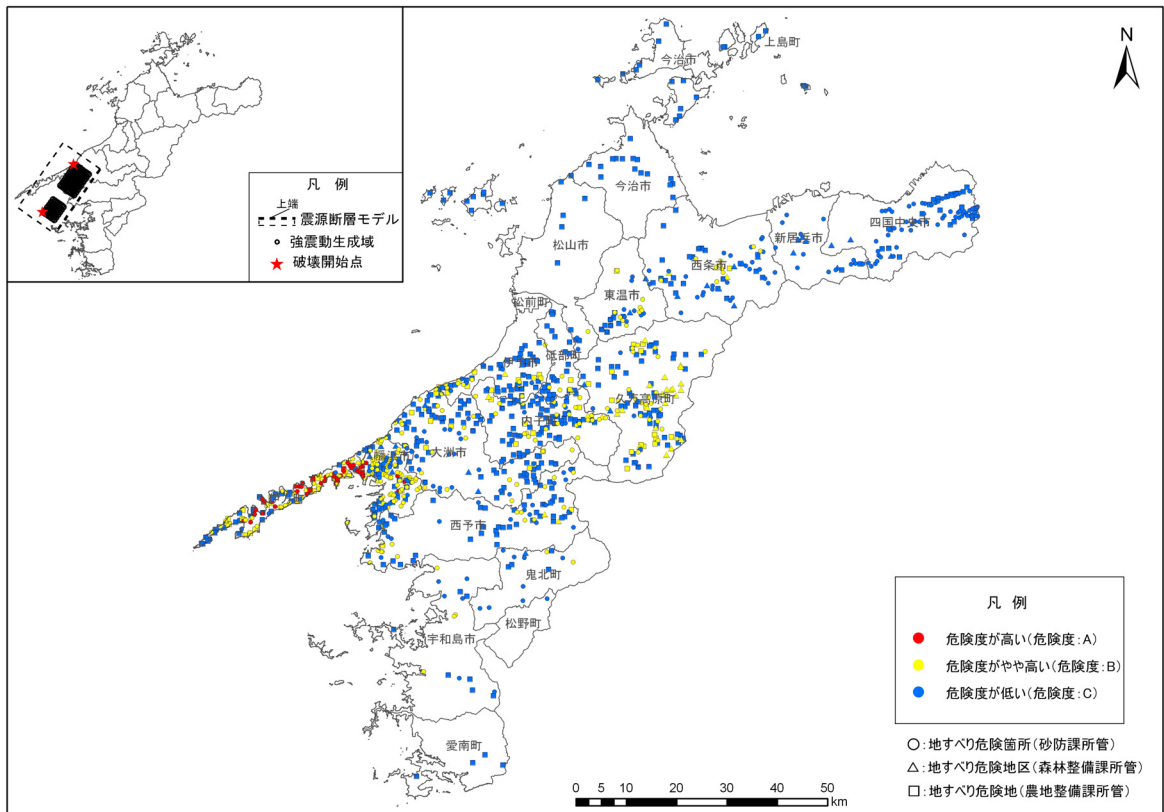 凡 例
上端
震源断層モデル
強震動生成域
破壊開始点
N
上島町
今治市
今治市
四国中央市
新居浜市
松山市
西条市
東温市
松前町
砥部町
伊予市
久万高原町
内子町
大洲市
八幡浜市
西予市
鬼北町
松野町
宇和島市
愛南町
凡 例
危険度が高い(危険度:A)
危険度がやや高い(危険度:B)
危険度が低い(危険度:C)
○:地すべり危険箇所(砂防課所管)
△:地すべり危険地区(森林整備課所管)
□:地すべり危険地(農地整備課所管)
0 5 10 20 30 40 50
km